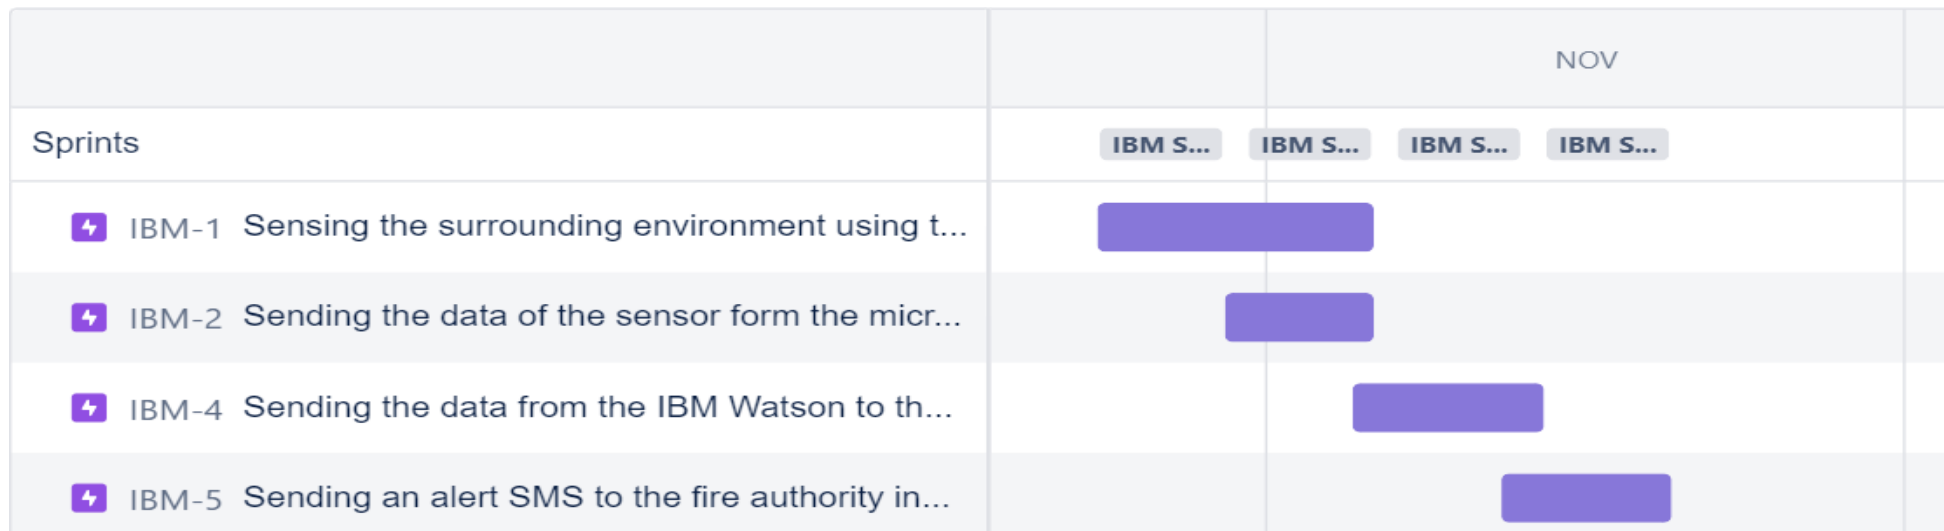 NOV
Sprints IBM S... IBM S... IBM S... IBM S...
IBM-1 Sensing the surrounding environment using t...
IBM-2 Sending the data of the sensor form the micr...
IBM-4 Sending the data from the IBM Watson to th...
IBM-5 Sending an alert SMS to the fire authority in...